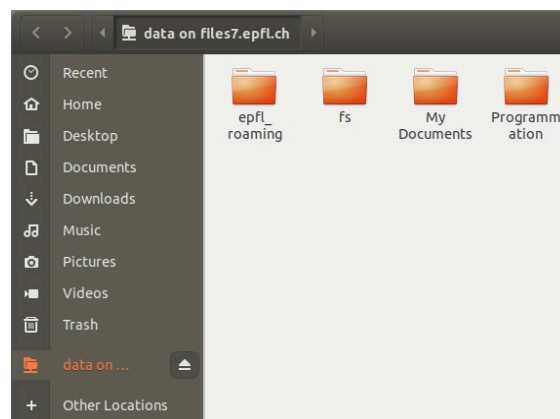 data on files7.epfl.ch
Recent
Home
Desktop
Documents
Downloads
Music
Pictures
Videos
Trash
data on ...
Other Locations
epfl_
roaming
fs
My
Documents
Programm
ation